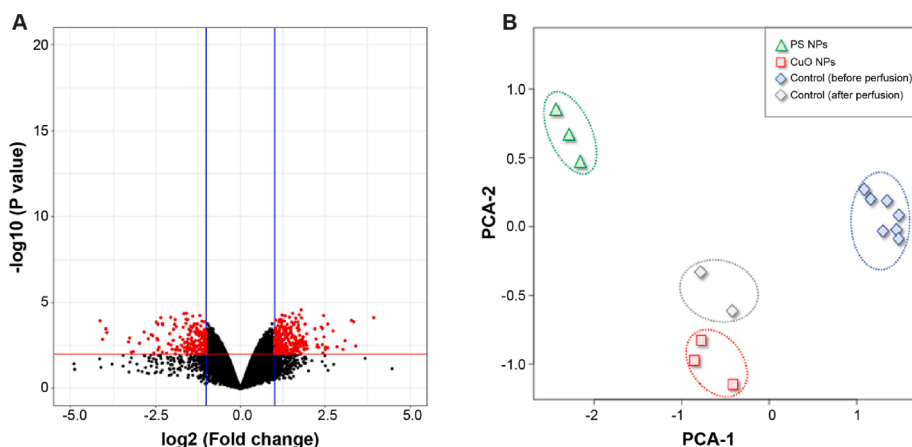 A
20
15
10
5
0
-log10 (P value)
-5.0
-2.5
0.0
2.5
5.0
log2 (Fold change)
B
PS NPs
CuO NPs
Control (before perfusion)
Control (after perfusion)
1.0
0.5
0.0
-0.5
-1.0
PCA-2
-2
-1
0
1
PCA-1